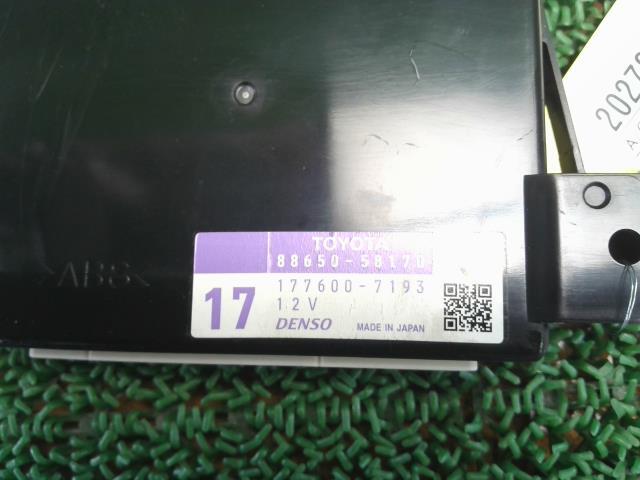 TOYOTA
88650-58170
17
177600-7193
12V
DENSO
MADE IN JAPAN
>ABS<